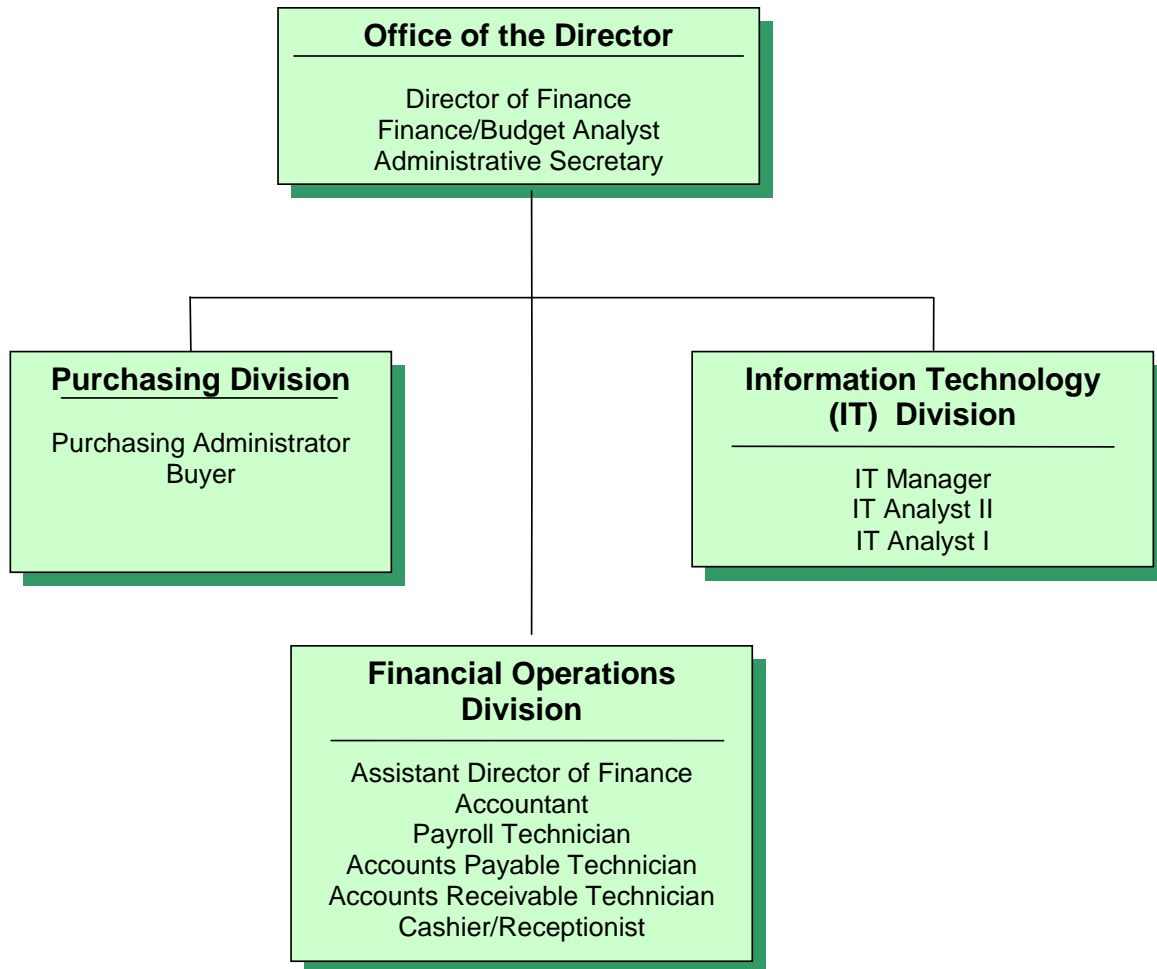 Office of the Director
Director of Finance
Finance/Budget Analyst
Administrative Secretary
Purchasing Division
Purchasing Administrator
Buyer
Information Technology
(IT) Division
IT Manager
IT Analyst II
IT Analyst I
Financial Operations
Division
Assistant Director of Finance
Accountant
Payroll Technician
Accounts Payable Technician
Accounts Receivable Technician
Cashier/Receptionist